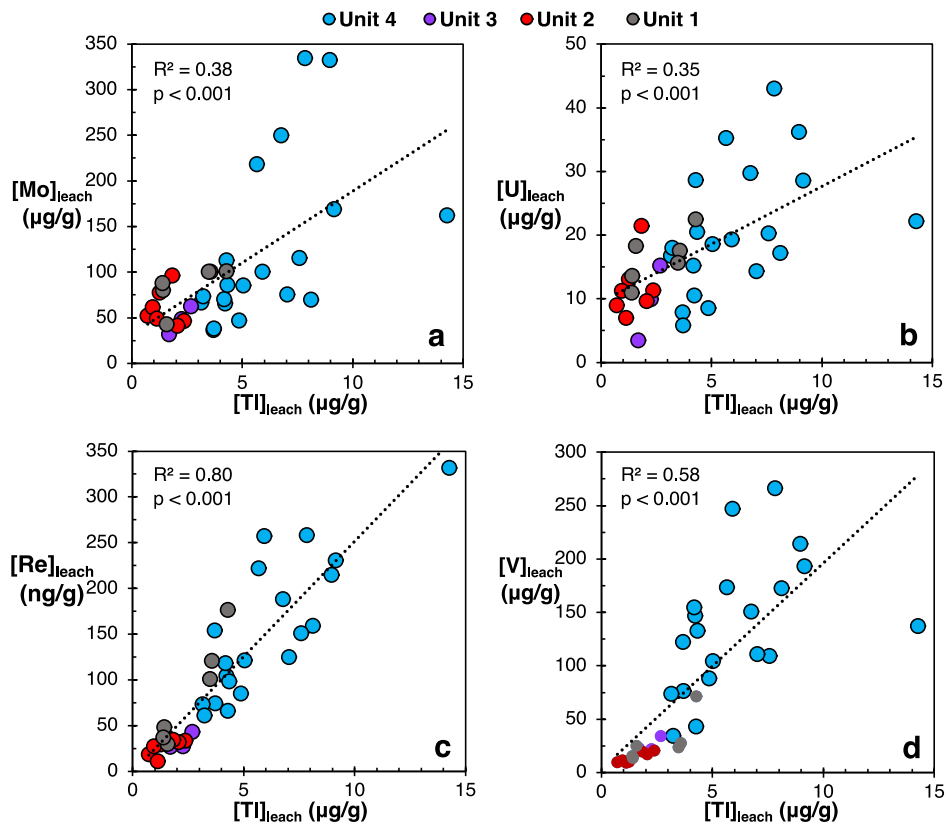 Unit 4 Unit 3 Unit 2 Unit 1
350
300
250
200
150
100
50
0
[Mo]leach
(µg/g)
R² = 0.38
p < 0.001
a
0 5 10 15
[Tl]leach (µg/g)
50
40
30
20
10
0
[U]leach
(µg/g)
R² = 0.35
p < 0.001
b
0 5 10 15
[Tl]leach (µg/g)
350
300
250
200
150
100
50
0
[Re]leach
(ng/g)
R² = 0.80
p < 0.001
c
0 5 10 15
[Tl]leach (µg/g)
300
250
200
150
100
50
0
[V]leach
(µg/g)
R² = 0.58
p < 0.001
d
0 5 10 15
[Tl]leach (µg/g)